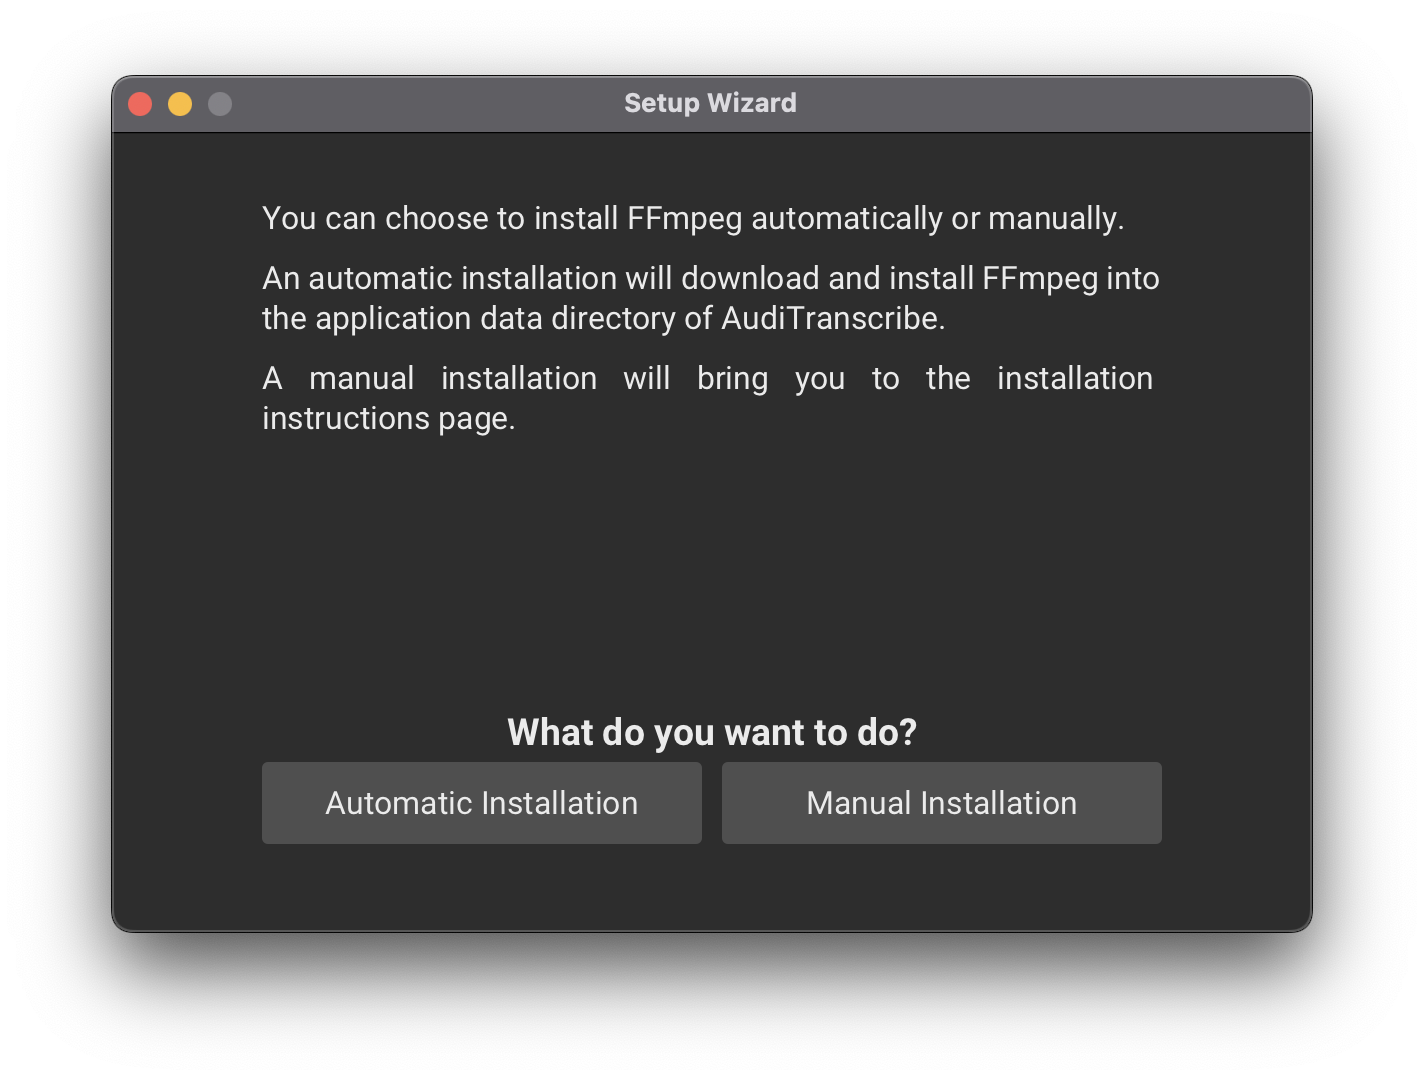 Setup Wizard
You can choose to install FFmpeg automatically or manually.
An automatic installation will download and install FFmpeg into
the application data directory of AudiTranscribe.
A manual installation will bring you to the installation
instructions page.
What do you want to do?
Automatic Installation
Manual Installation